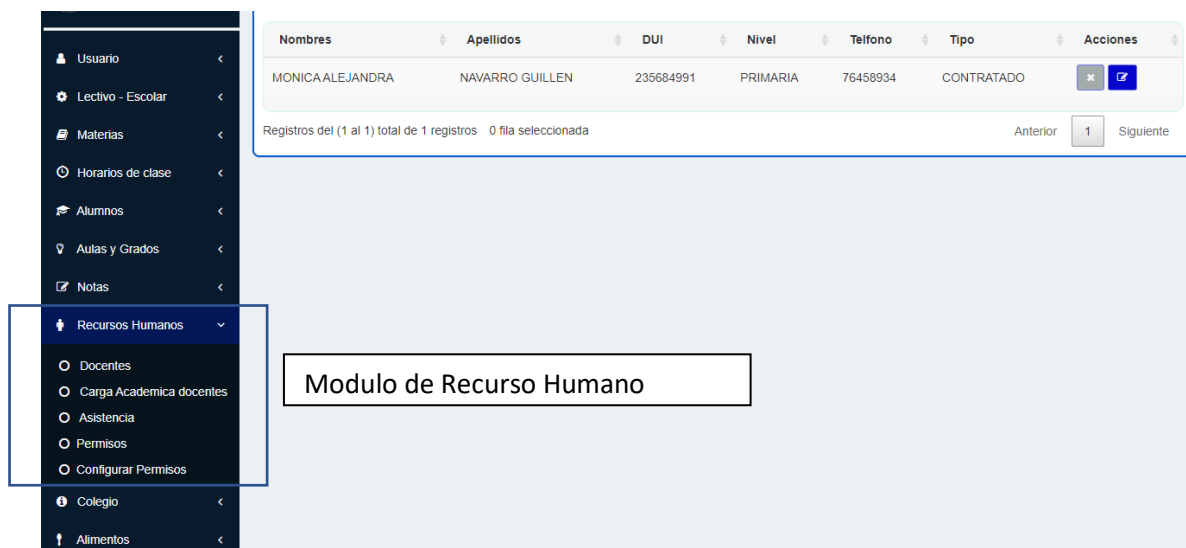 Usuario
Lectivo - Escolar
Materias
Horarios de clase
Alumnos
Aulas y Grados
Notas
Recursos Humanos
Docentes
Carga Academica docentes
Asistencia
Permisos
Configurar Permisos
Colegio
Alimentos
Nombres Apellidos DUI Nivel Telfono Tipo Acciones
MONICA ALEJANDRA NAVARRO GUILLEN 235684991 PRIMARIA 76458934 CONTRATADO
Registros del (1 al 1) total de 1 registros 0 fila seleccionada Anterior 1 Siguiente
Modulo de Recurso Humano